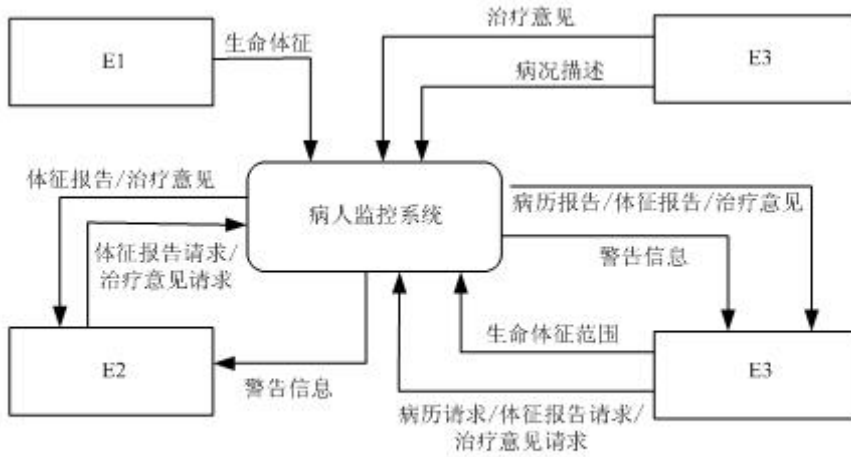 治疗意见
E1
生命体征
E3
病况描述
体征报告/治疗意见
病人监控系统
病历报告/体征报告/治疗意见
体征报告请求/
治疗意见请求
警告信息
生命体征范围
E2
E3
警告信息
病历请求/体征报告请求/
治疗意见请求